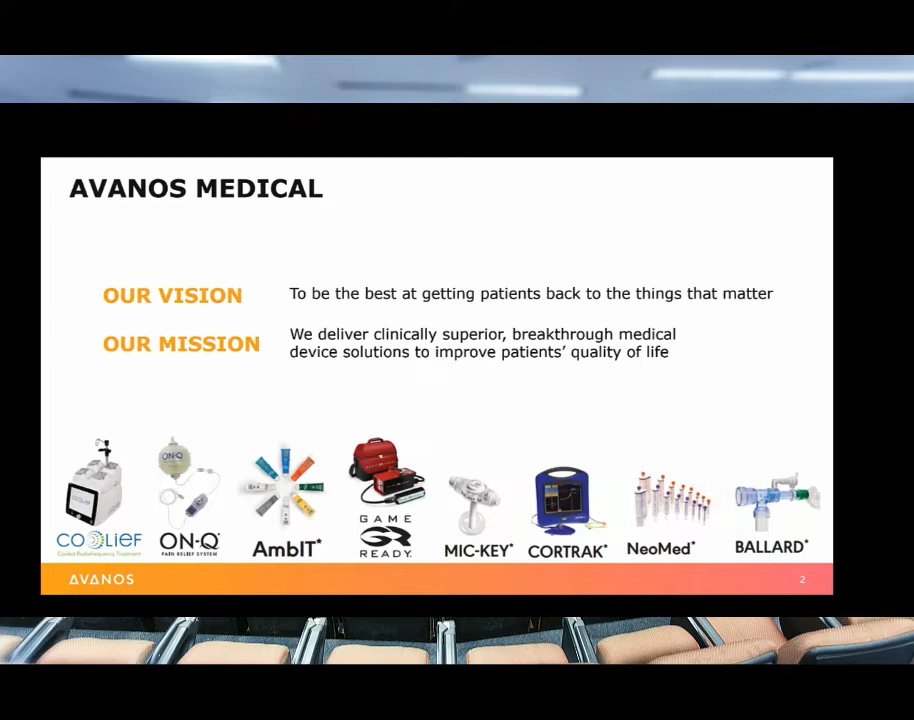 AVANOS MEDICAL
OUR VISION
To be the best at getting patients back to the things that matter
OUR MISSION
We deliver clinically superior, breakthrough medical
device solutions to improve patients’ quality of life
ON-Q
COOLIEF
Cooled Radiofrequency Treatment
ON-Q*
PAIN RELIEF SYSTEM
AmbIT*
GAME
READY
MIC-KEY*
CORTRAK*
NeoMed*
BALLARD*
AVANOS
2